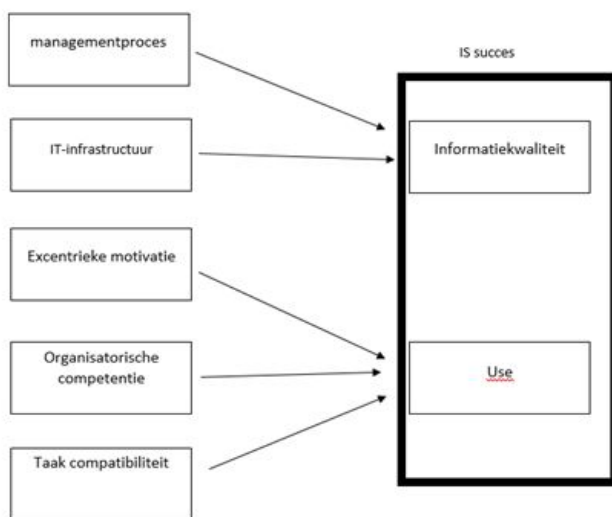 managementproces
IS succes
IT-infrastructuur
Informatiekwaliteit
Excentrieke motivatie
Organisatorische
competentie
Use
Taak compatibiliteit